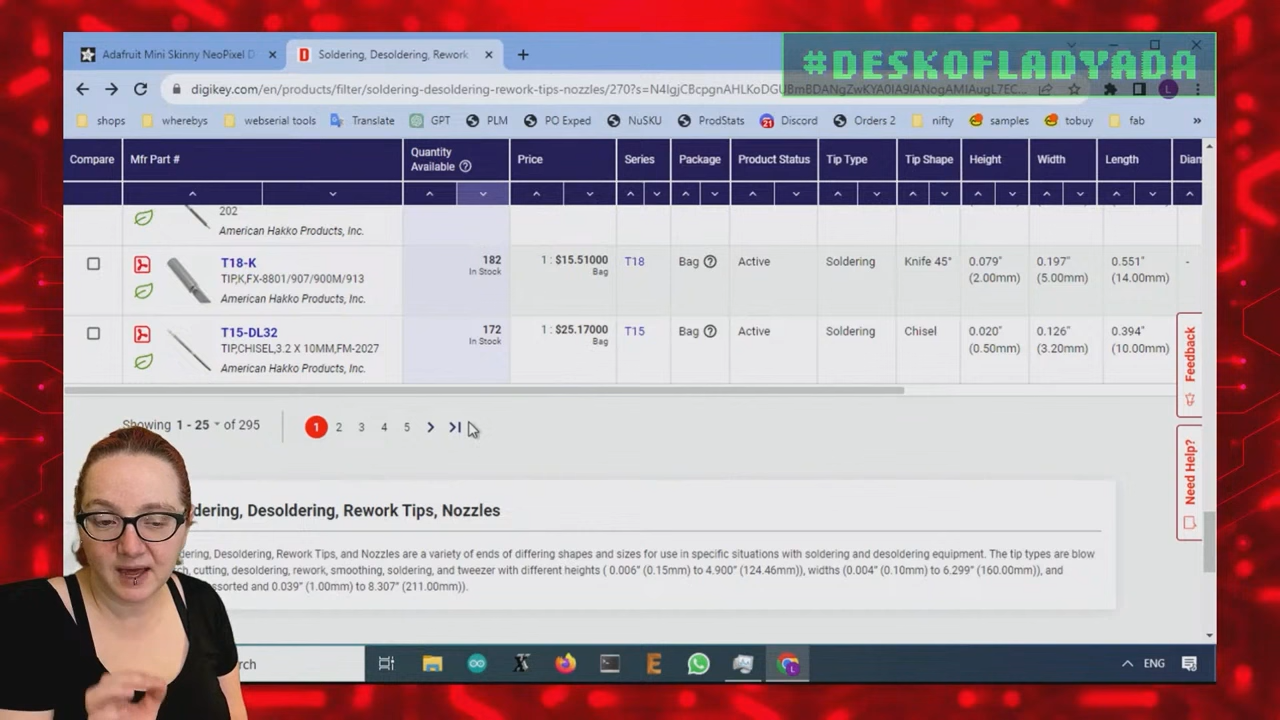 #DESKOFLADYADA
Adafruit Mini Skinny NeoPixel D
Soldering, Desoldering, Rework
digikey.com/en/products/filter/soldering-desoldering-rework-tips-nozzles/270?s=
shops
wherebys
webserial tools
Translate
GPT
PLM
PO Exped
NuSKU
ProdStats
21
Discord
Orders 2
nifty
samples
tobuy
fab
»
Compare
Mfr Part #
Quantity
Available
Price
Series
Package
Product Status
Tip Type
Tip Shape
Height
Width
Length
Dian
202
American Hakko Products, Inc.
T18-K
TIP,K,FX-8801/907/900M/913
American Hakko Products, Inc.
182
In Stock
1 : $15.51000
Bag
T18
Bag
Active
Soldering
Knife 45°
0.079"
(2.00mm)
0.197"
(5.00mm)
0.551"
(14.00mm)
-
T15-DL32
TIP,CHISEL,3.2 X 10MM,FM-2027
American Hakko Products, Inc.
172
In Stock
1 : $25.17000
Bag
T15
Bag
Active
Soldering
Chisel
0.020"
(0.50mm)
0.126"
(3.20mm)
0.394"
(10.00mm)
Feedback
Need Help?
Showing 1 - 25 of 295
1 2 3 4 5
dering, Desoldering, Rework Tips, Nozzles
dering, Desoldering, Rework Tips, and Nozzles are a variety of ends of differing shapes and sizes for use in specific situations with soldering and desoldering equipment. The tip types are blow
ch, cutting, desoldering, rework, smoothing, soldering, and tweezer with different heights ( 0.006" (0.15mm) to 4.900" (124.46mm)), widths (0.004" (0.10mm) to 6.299" (160.00mm)), and
assorted and 0.039" (1.00mm) to 8.307" (211.00mm)).
rch
ENG